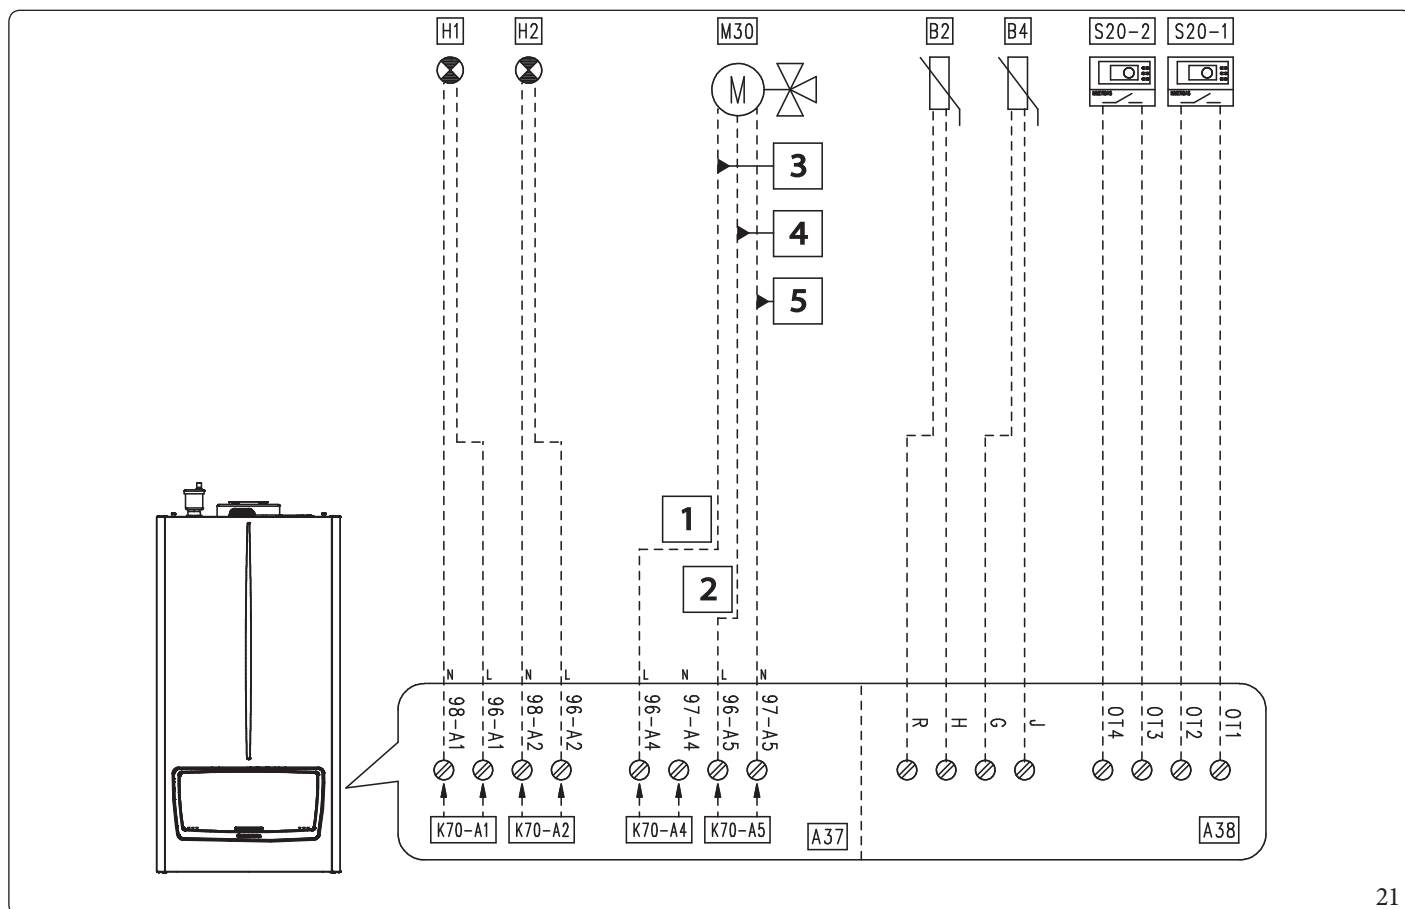 H1 H2 M30 B2 B4 S20-2 S20-1
M
3
4
5
1
2
N L N L L N L N
98-A1 96-A1 98-A2 96-A2 96-A4 97-A4 96-A5 97-A5 R H G J OT4 OT3 OT2 OT1
K70-A1 K70-A2 K70-A4 K70-A5 A37 A38
21